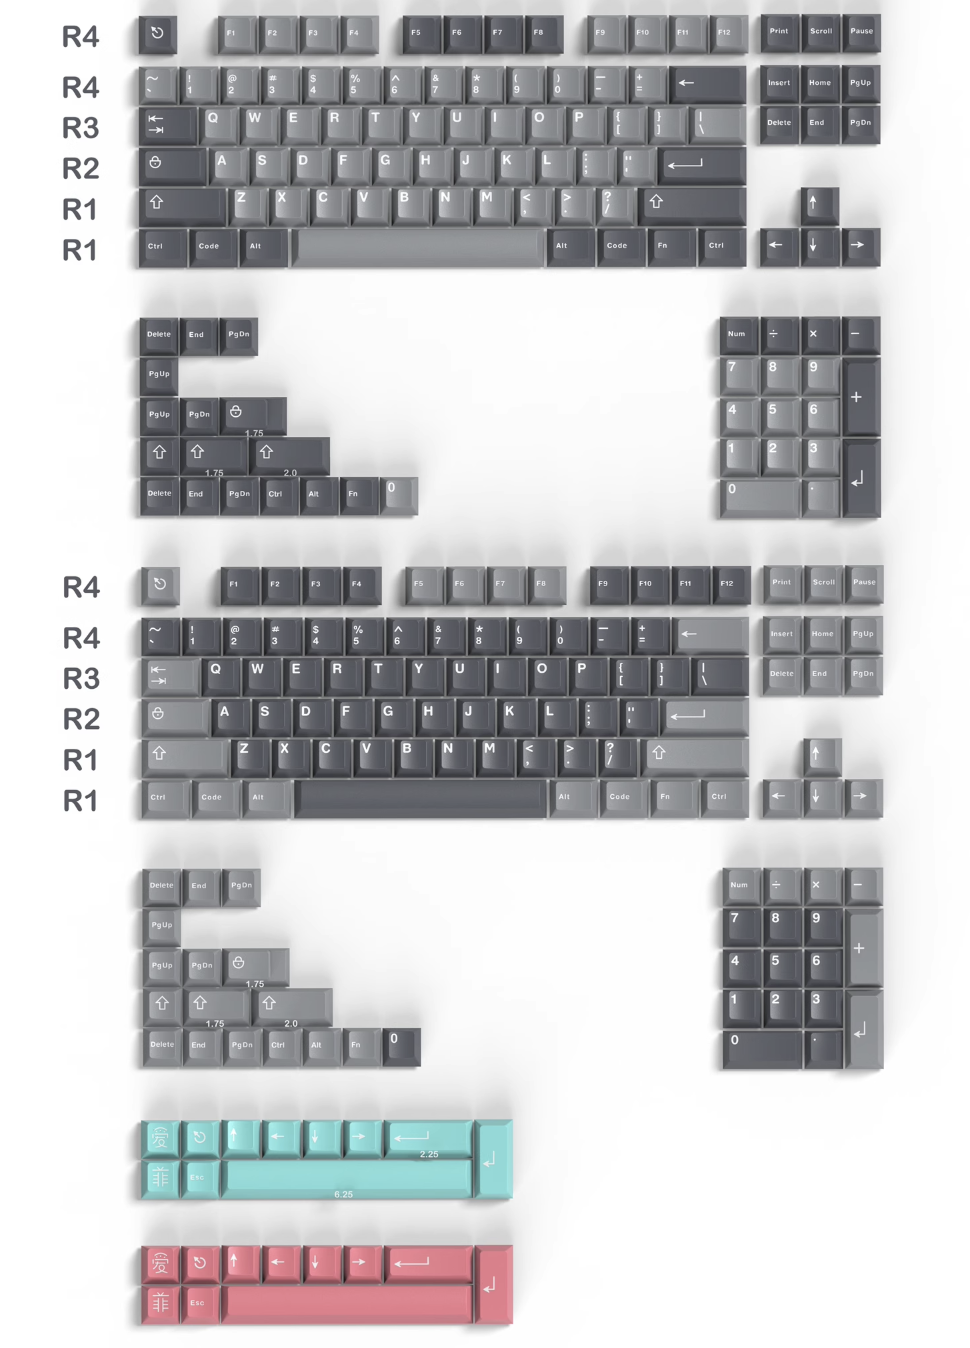 R4 F1 F2 F3 F4 F5 F6 F7 F8 F9 F10 F11 F12 Print Scroll Pause
R4 ~ ` ! 1 @ 2 # 3 $ 4 % 5 ^ 6 & 7 * 8 ( 9 ) 0 — - + = ← Insert Home PgUp
R3 Q W E R T Y U I O P { [ } ] | \ Delete End PgDn
R2 A S D F G H J K L : ; " '
R1 Z X C V B N M < , > . ? / ↑
R1 Ctrl Code Alt Alt Code Fn Ctrl ← ↓ →
Delete End PgDn Num ÷ × −
PgUp 7 8 9 +
PgUp PgDn 1.75 4 5 6
1.75 2.0 1 2 3
Delete End PgDn Ctrl Alt Fn 0 0 .
R4 F1 F2 F3 F4 F5 F6 F7 F8 F9 F10 F11 F12 Print Scroll Pause
R4 ~ ` ! 1 @ 2 # 3 $ 4 % 5 ^ 6 & 7 * 8 ( 9 ) 0 — - + = ← Insert Home PgUp
R3 Q W E R T Y U I O P { [ } ] | \ Delete End PgDn
R2 A S D F G H J K L : ; " '
R1 Z X C V B N M < , > . ? / ↑
R1 Ctrl Code Alt Alt Code Fn Ctrl ← ↓ →
Delete End PgDn Num ÷ × −
PgUp 7 8 9 +
PgUp PgDn 1.75 4 5 6
1.75 2.0 1 2 3
Delete End PgDn Ctrl Alt Fn 0 0 .
↑ ← ↓ → 2.25
Esc 6.25
↑ ← ↓ →
Esc